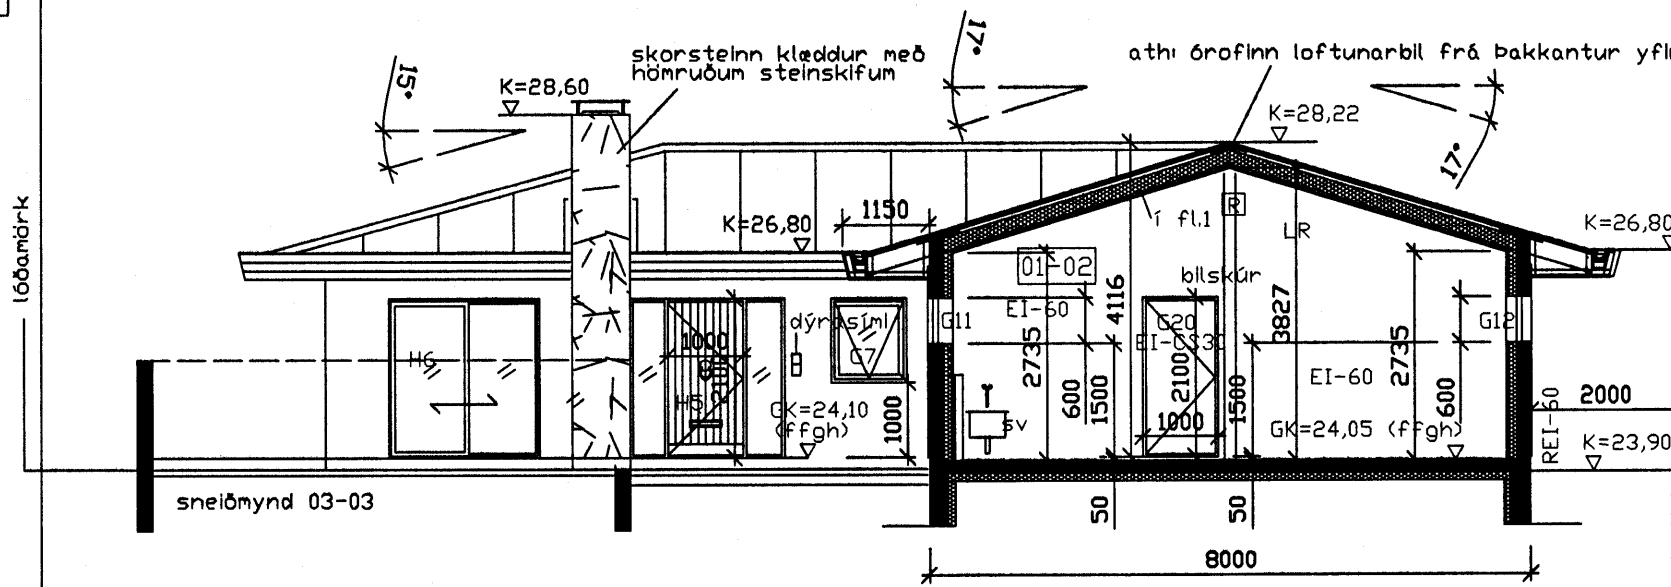 skorsteinn klæddur með
hömruðum steinskífum
athı órofinn loftunarbil frá Þakkantur yfir
17°
15°
K=28,60
K=28,22
17°
lóðamörk
K=26,80
1150
í fl.1
R
LR
K=26,80
01-02
bílskúr
EI-60
4116
3827
G11
G20
G12
dýrasíml
G7
1000
H6
2735
EI-CS30
2100
2735
EI-60
600
1500
1500
600
H5
2100
GK=24,10
(ffgh)
1000
sv
1000
GK=24,05 (ffgh)
REI-60
2000
K=23,90
sneiðmynd 03-03
50
50
8000